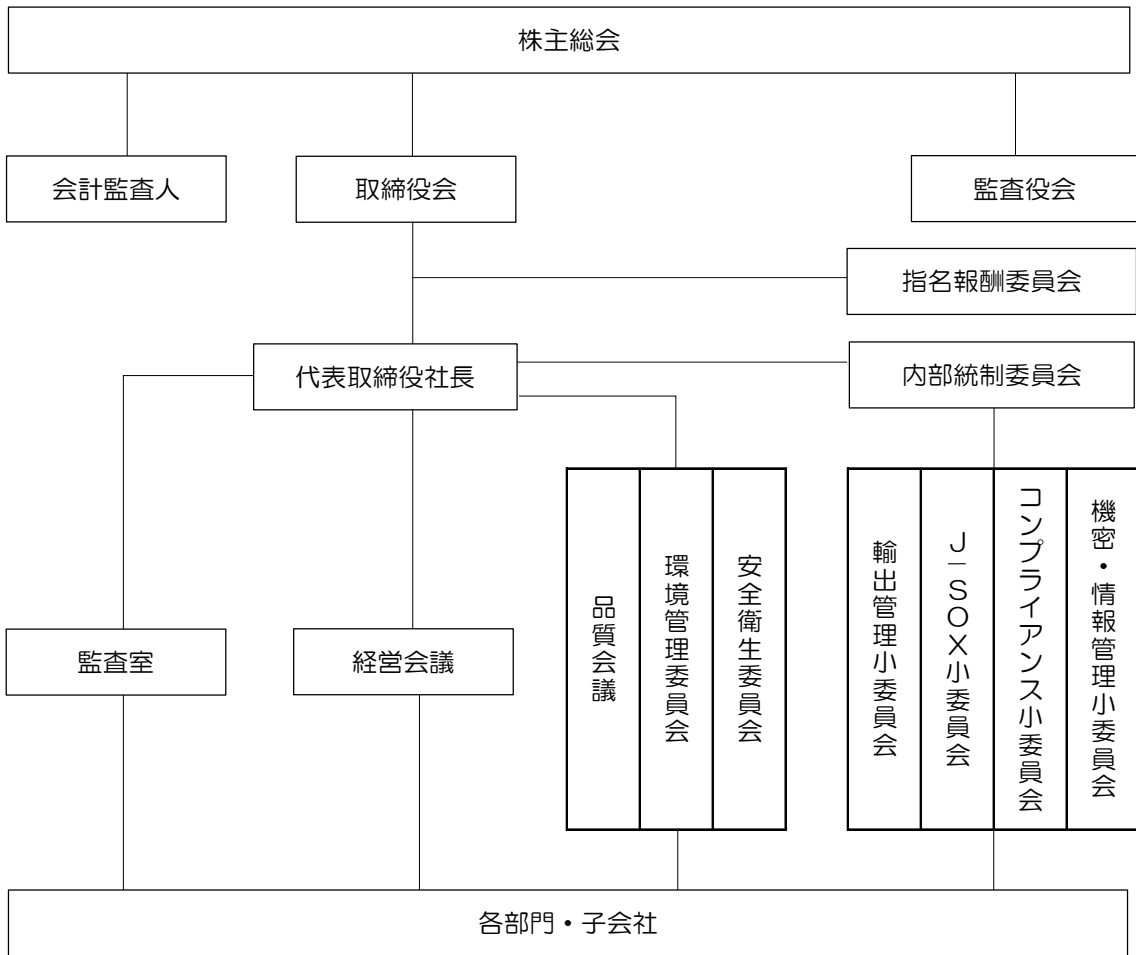 株主総会
会計監査人
取締役会
監査役会
指名報酬委員会
代表取締役社長
内部統制委員会
監査室
経営会議
品質会議
環境管理委員会
安全衛生委員会
輸出管理小委員会
J－SOX小委員会
コンプライアンス小委員会
機密・情報管理小委員会
各部門・子会社